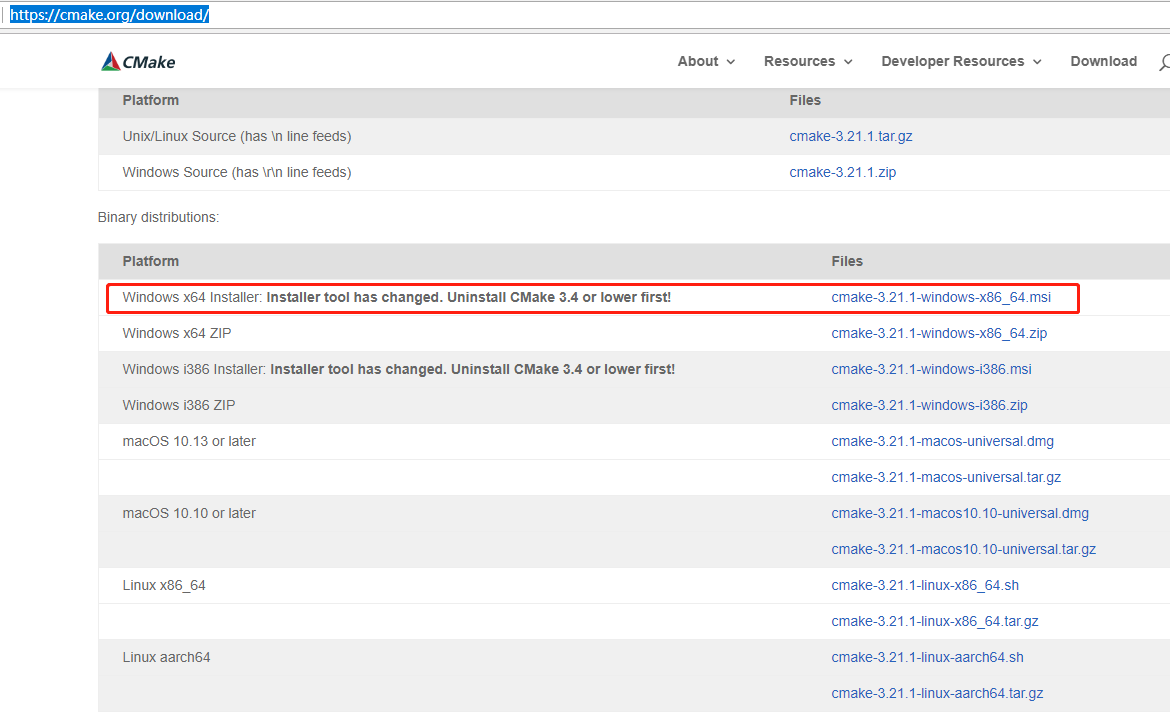 https://cmake.org/download/
CMake About Resources Developer Resources Download
Platform Files
Unix/Linux Source (has \n line feeds) cmake-3.21.1.tar.gz
Windows Source (has \r\n line feeds) cmake-3.21.1.zip
Binary distributions:
Platform Files
Windows x64 Installer: Installer tool has changed. Uninstall CMake 3.4 or lower first! cmake-3.21.1-windows-x86_64.msi
Windows x64 ZIP cmake-3.21.1-windows-x86_64.zip
Windows i386 Installer: Installer tool has changed. Uninstall CMake 3.4 or lower first! cmake-3.21.1-windows-i386.msi
Windows i386 ZIP cmake-3.21.1-windows-i386.zip
macOS 10.13 or later cmake-3.21.1-macos-universal.dmg
cmake-3.21.1-macos-universal.tar.gz
macOS 10.10 or later cmake-3.21.1-macos10.10-universal.dmg
cmake-3.21.1-macos10.10-universal.tar.gz
Linux x86_64 cmake-3.21.1-linux-x86_64.sh
cmake-3.21.1-linux-x86_64.tar.gz
Linux aarch64 cmake-3.21.1-linux-aarch64.sh
cmake-3.21.1-linux-aarch64.tar.gz